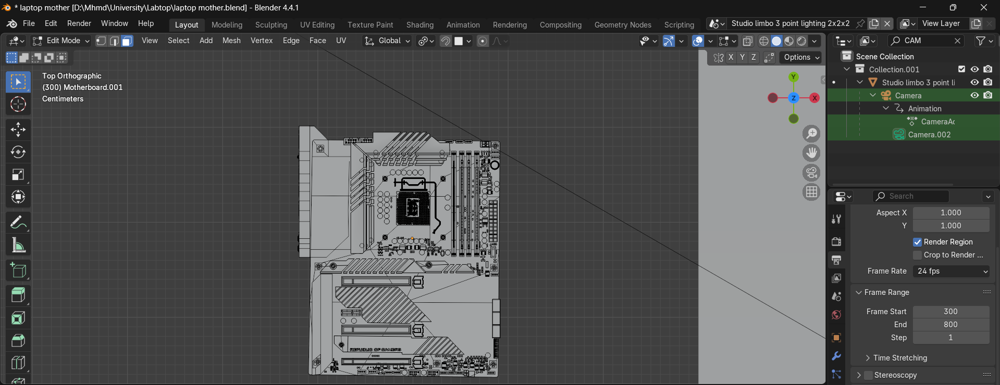 * laptop mother [D:\Mhmd\University\Labtop\laptop mother.blend] - Blender 4.4.1
File Edit Render Window Help Layout Modeling Sculpting UV Editing Texture Paint Shading Animation Rendering Compositing Geometry Nodes Scripting Studio limbo 3 point lighting 2x2x2 View Layer
Edit Mode View Select Add Mesh Vertex Edge Face UV Global CAM
X Y Z Options
Scene Collection
Collection.001
Studio limbo 3 point li
Camera
Animation
CameraAc
Camera.002
Top Orthographic
(300) Motherboard.001
Centimeters
Y
Z X
REPUBLIC OF GAMERS
Search
Aspect X 1.000
Y 1.000
Render Region
Crop to Render ...
Frame Rate 24 fps
Frame Range
Frame Start 300
End 800
Step 1
Time Stretching
Stereoscopy